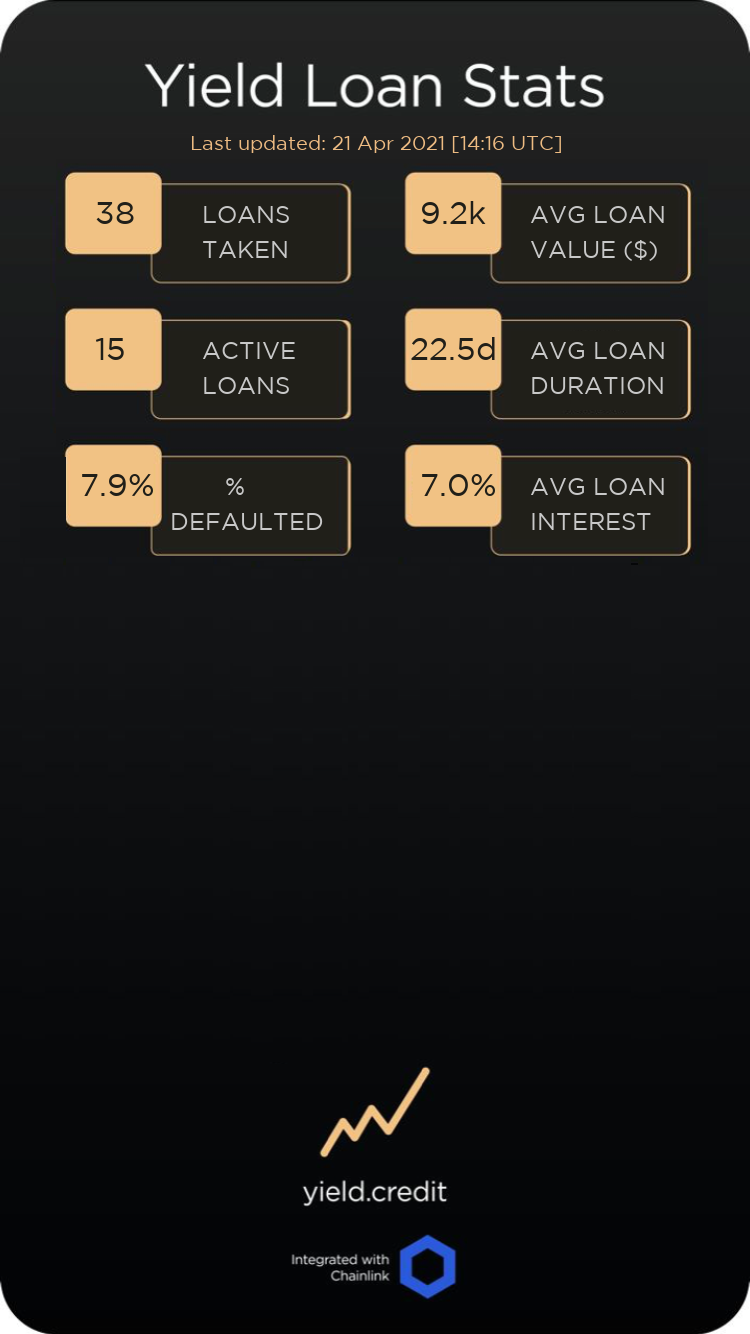 Yield Loan Stats
Last updated: 21 Apr 2021 [14:16 UTC]
38
LOANS
TAKEN
9.2k
AVG LOAN
VALUE ($)
15
ACTIVE
LOANS
22.5d
AVG LOAN
DURATION
7.9%
%
DEFAULTED
7.0%
AVG LOAN
INTEREST
yield.credit
Integrated with
Chainlink